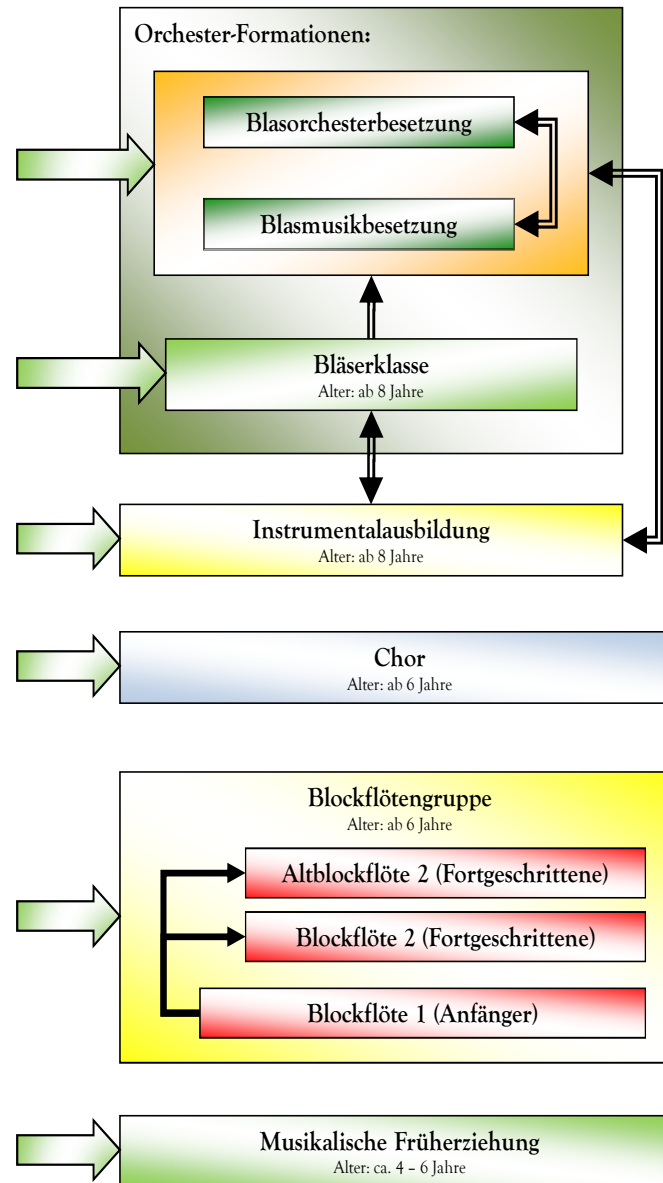 Orchester-Formationen:
Blasorchesterbesetzung
Blasmusikbesetzung
Bläserklasse
Alter: ab 8 Jahre
Instrumentalausbildung
Alter: ab 8 Jahre
Chor
Alter: ab 6 Jahre
Blockflötengruppe
Alter: ab 6 Jahre
Altblockflöte 2 (Fortgeschrittene)
Blockflöte 2 (Fortgeschrittene)
Blockflöte 1 (Anfänger)
Musikalische Früherziehung
Alter: ca. 4 – 6 Jahre